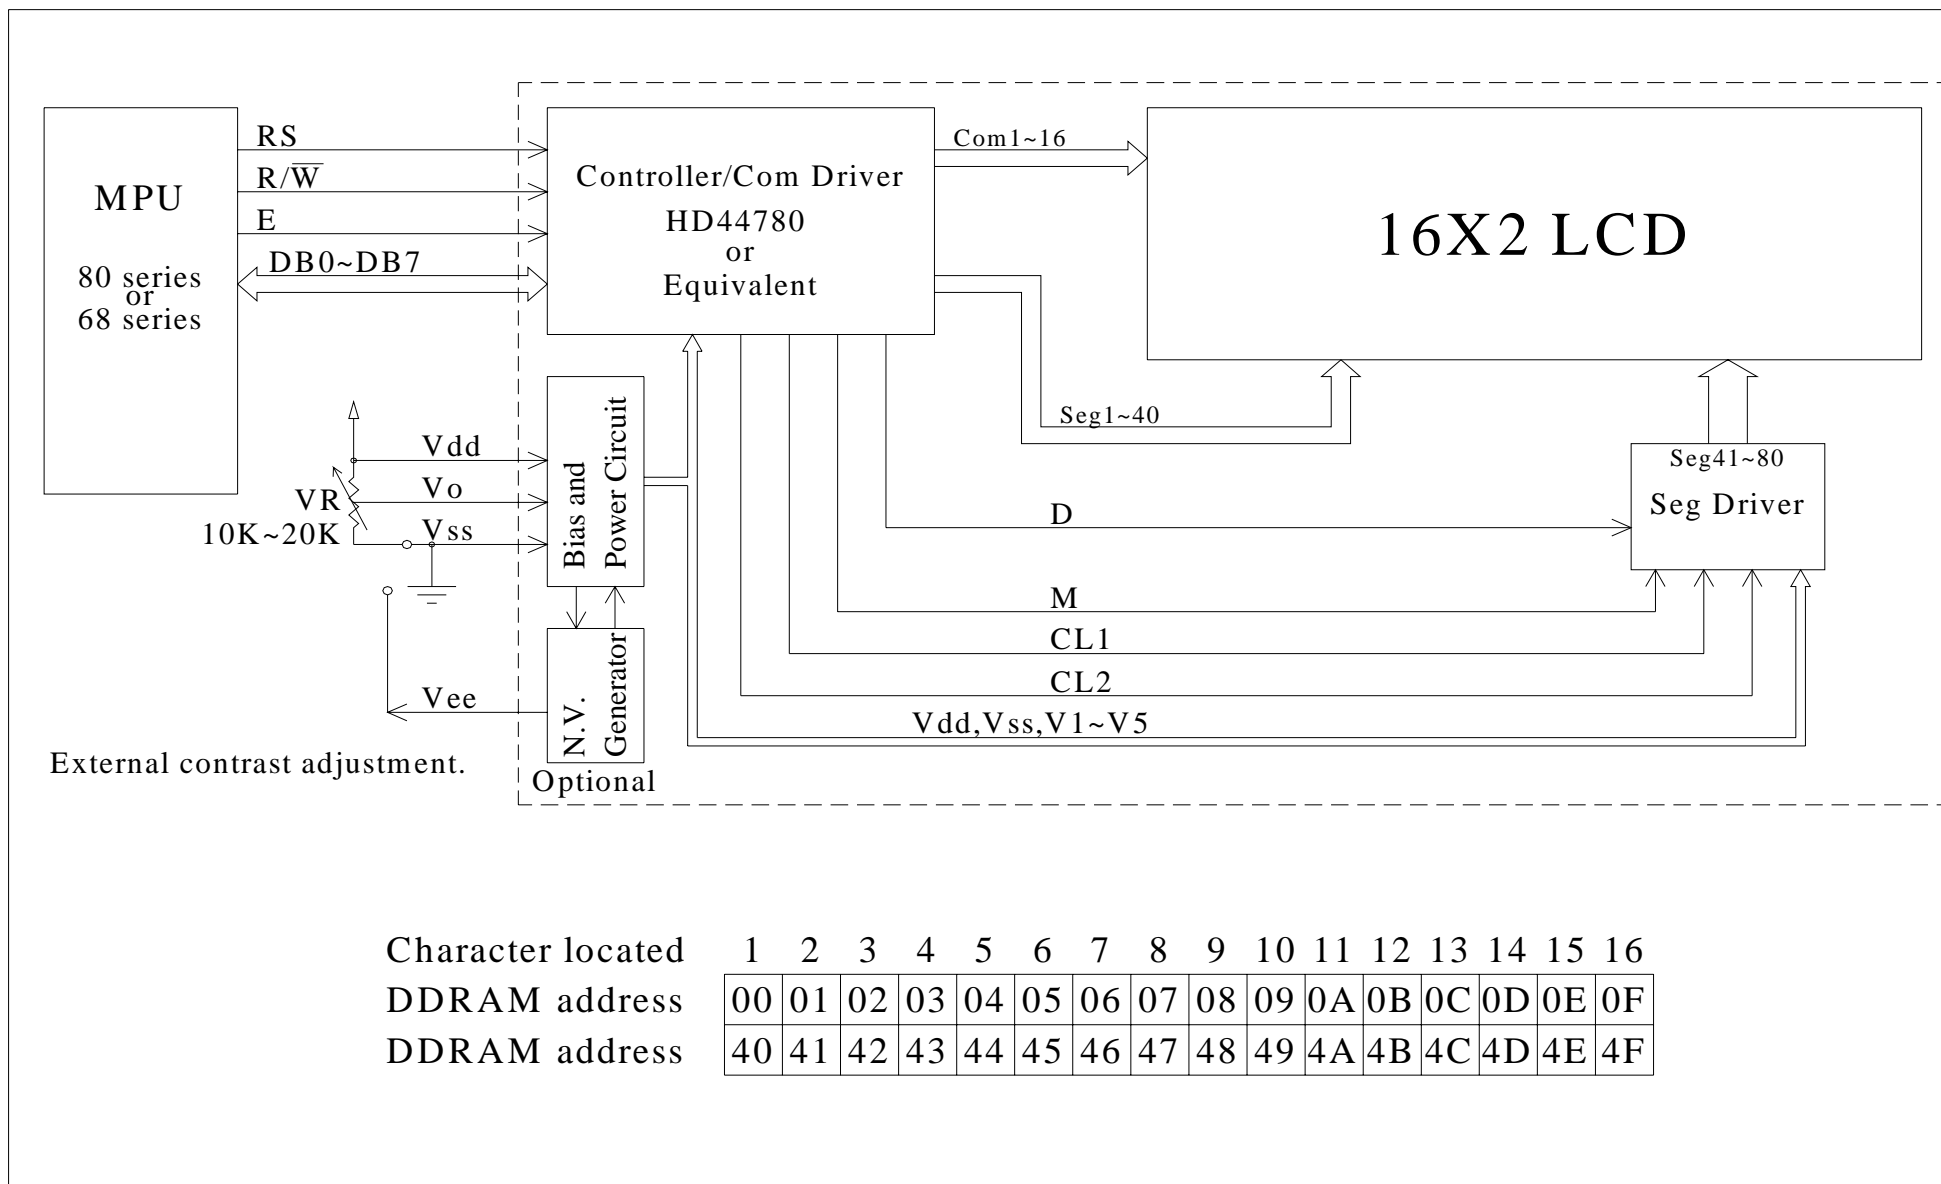 RS
R/W̅
E
DB0~DB7
MPU
80 series
or
68 series
Controller/Com Driver
HD44780
or
Equivalent
Com1~16
16X2 LCD
Seg1~40
Seg41~80
Seg Driver
Vdd
Vo
Vss
VR
10K~20K
Bias and
Power Circuit
D
M
CL1
CL2
Vdd,Vss,V1~V5
Vee
N.V.
Generator
Optional
External contrast adjustment.
Character located 1 2 3 4 5 6 7 8 9 10 11 12 13 14 15 16
DDRAM address 00 01 02 03 04 05 06 07 08 09 0A 0B 0C 0D 0E 0F
DDRAM address 40 41 42 43 44 45 46 47 48 49 4A 4B 4C 4D 4E 4F